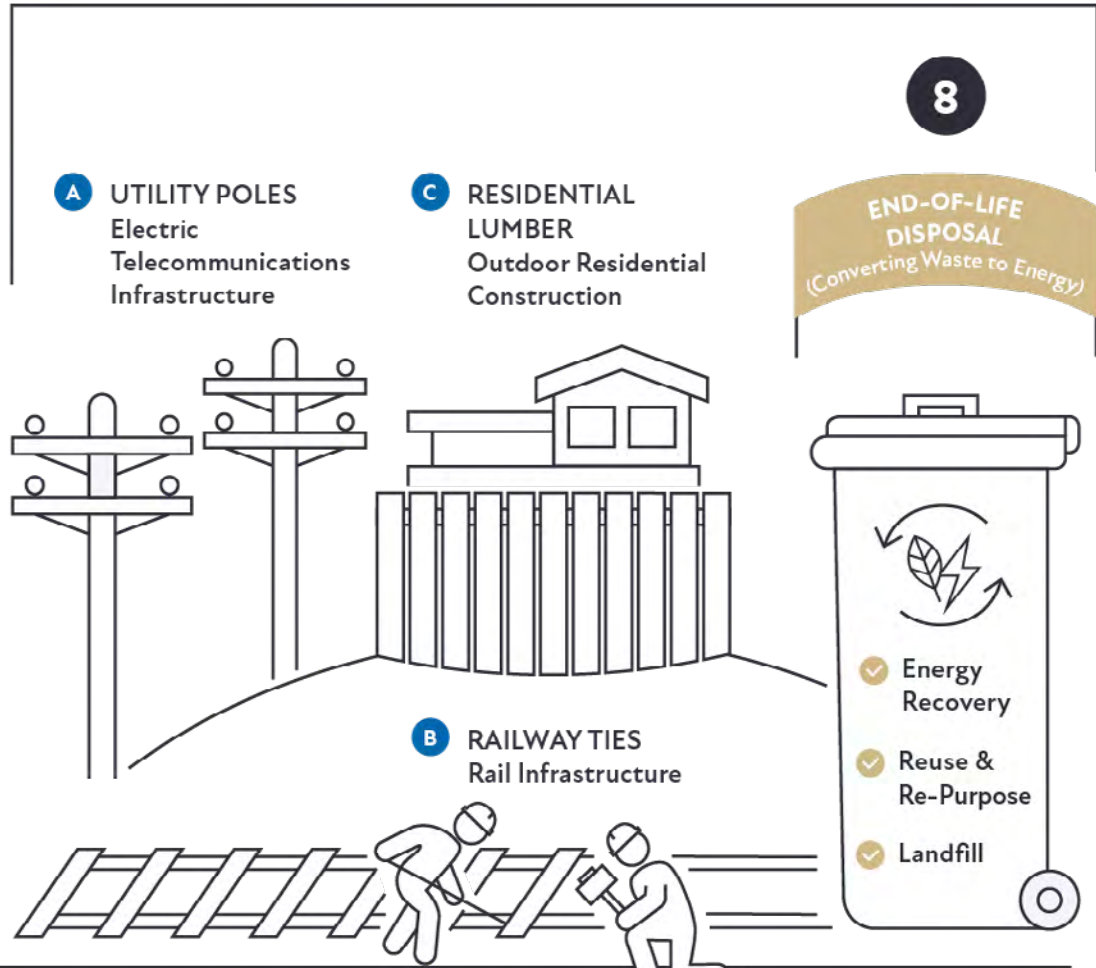 8
A UTILITY POLES
Electric
Telecommunications
Infrastructure
C RESIDENTIAL
LUMBER
Outdoor Residential
Construction
END-OF-LIFE
DISPOSAL
(Converting Waste to Energy)
B RAILWAY TIES
Rail Infrastructure
Energy
Recovery
Reuse &
Re-Purpose
Landfill